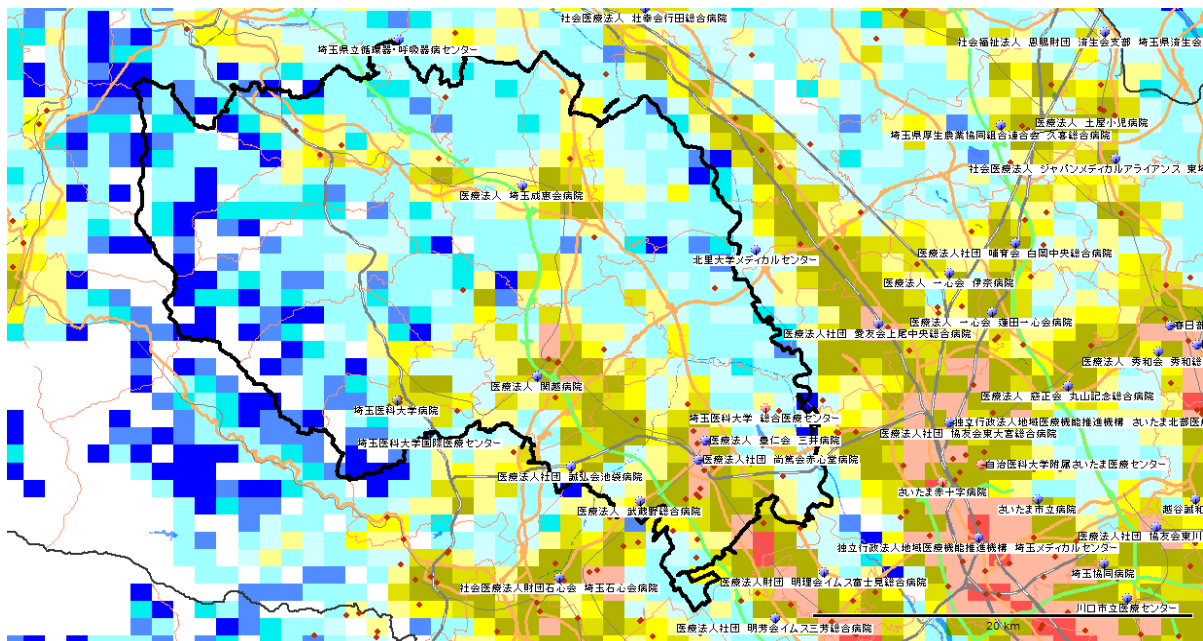 社会医療法人 壮幸会行田総合病院
埼玉県立循環器・呼吸器病センター
社会福祉法人 恩賜財団 済生会支部 埼玉県済生会
医療法人 土屋小児病院
埼玉県厚生農業協同組合連合会 久喜総合病院
社会医療法人 ジャパンメディカルアライアンス 東埼
医療法人 埼玉成恵会病院
医療法人社団 哺育会 白岡中央総合病院
北里大学メディカルセンター
医療法人 一心会 伊奈病院
医療法人 一心会 蓮田一心会病院
医療法人社団 愛友会上尾中央総合病院
春日部
医療法人 秀和会 秀和総
医療法人 関越病院
医療法人 慈正会 丸山記念総合病院
埼玉医科大学病院
埼玉医科大学 総合医療センター
独立行政法人地域医療機能推進機構 さいたま北部医療
医療法人社団 協友会東大宮総合病院
埼玉医科大学国際医療センター
医療法人 豊仁会 三井病院
医療法人社団 尚篤会赤心堂病院
自治医科大学附属さいたま医療センター
医療法人社団 誠弘会池袋病院
さいたま赤十字病院
医療法人 武蔵野総合病院
さいたま市立病院
越谷誠和
医療法人社団 協友会東川
独立行政法人地域医療機能推進機構 埼玉メディカルセンター
埼玉協同病院
社会医療法人財団石心会 埼玉石心会病院
医療法人財団 明理会イムス富士見総合病院
川口市立医療センター
医療法人社団 明芳会イムス三芳総合病院
20 km